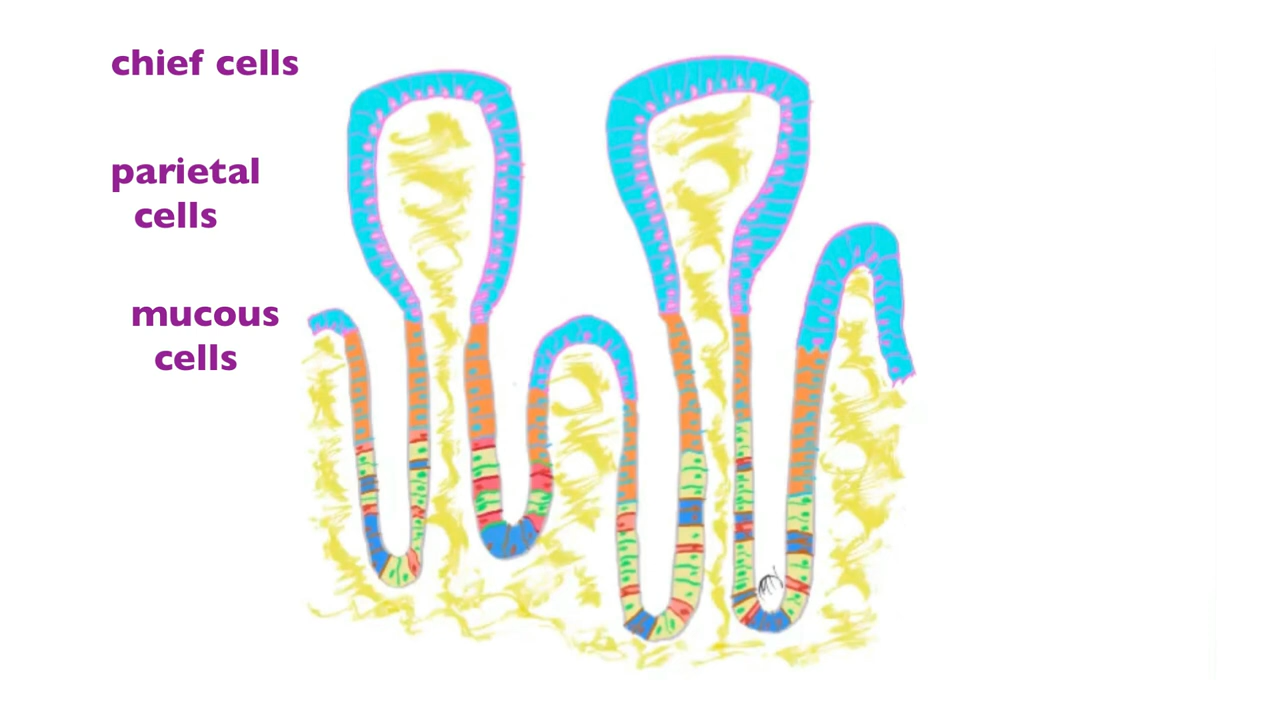 chief cells
parietal
cells
mucous
cells